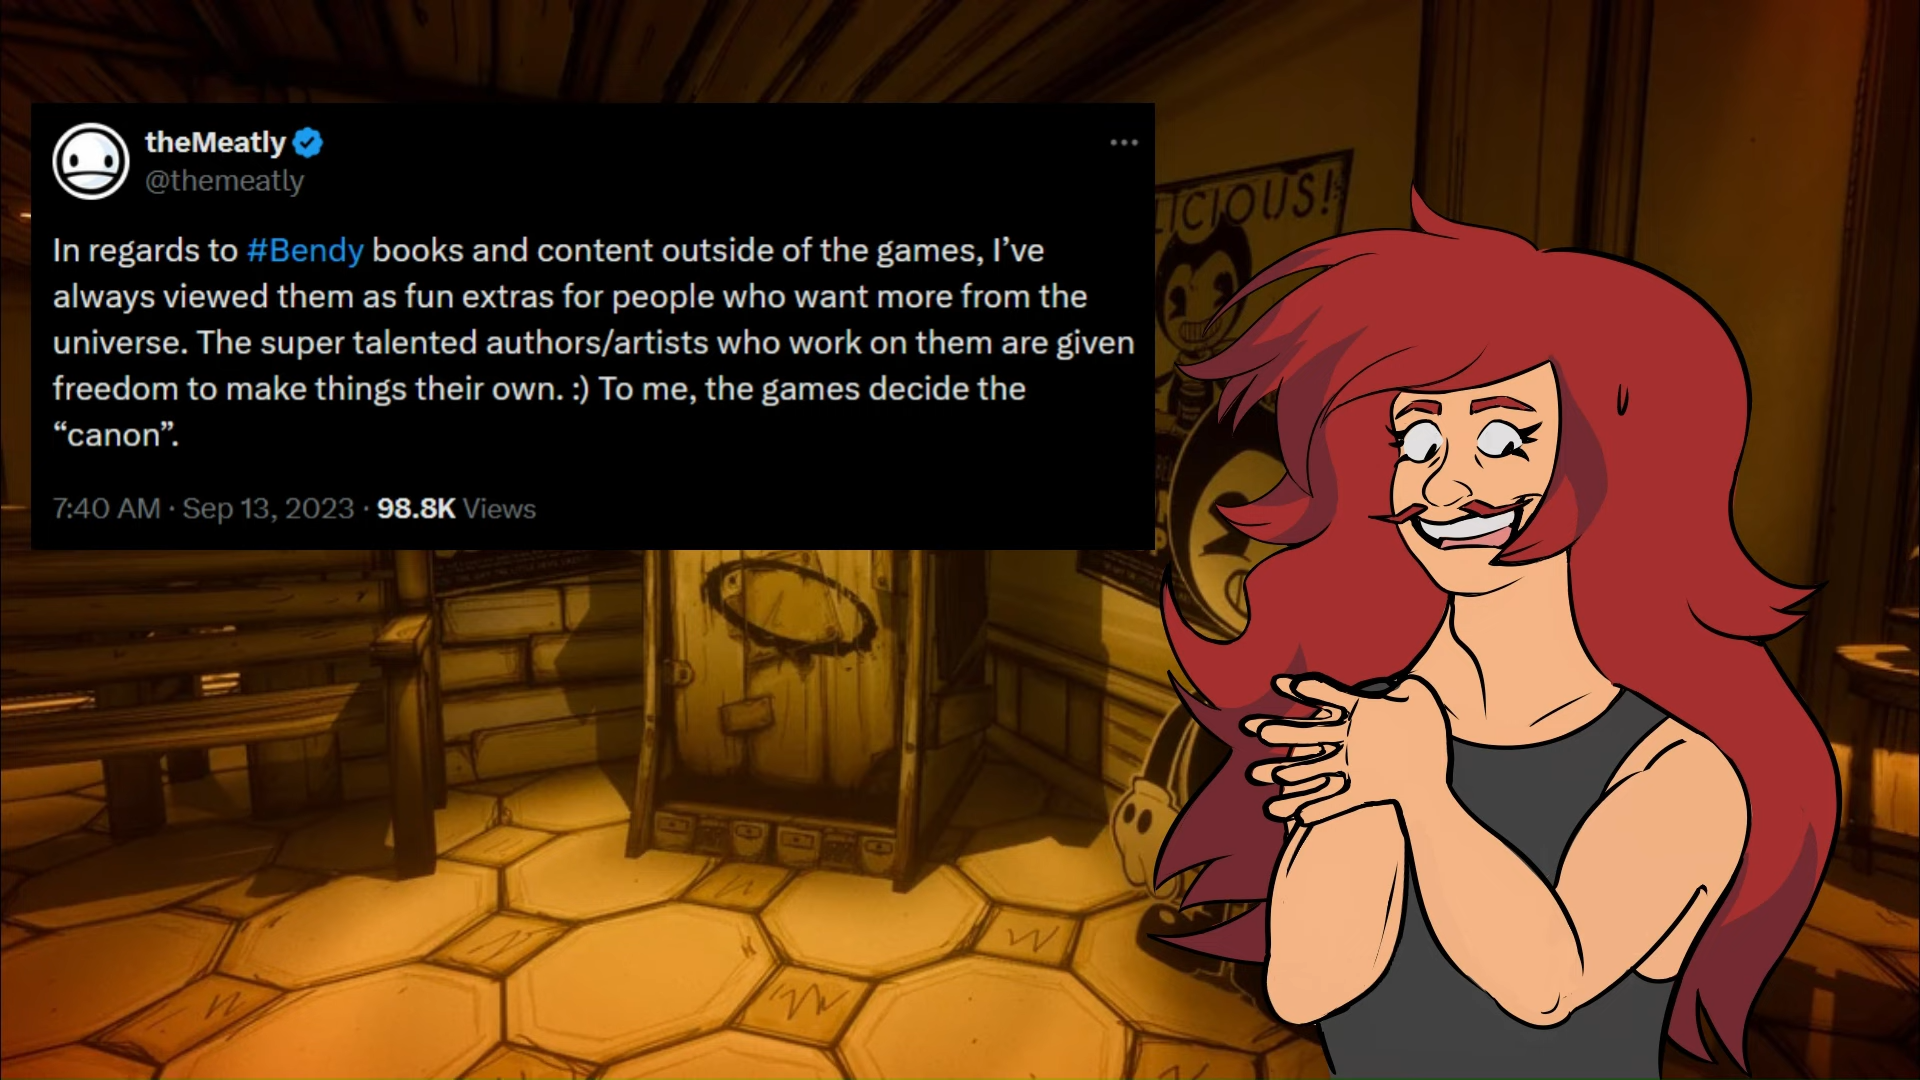 theMeatly
@themeatly
In regards to #Bendy books and content outside of the games, I’ve
always viewed them as fun extras for people who want more from the
universe. The super talented authors/artists who work on them are given
freedom to make things their own. :) To me, the games decide the
“canon”.
7:40 AM · Sep 13, 2023 · 98.8K Views
LICIOUS!